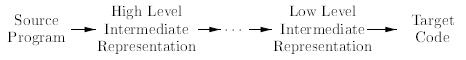 Source
Program
High Level
Intermediate
Representation
...
Low Level
Intermediate
Representation
Target
Code